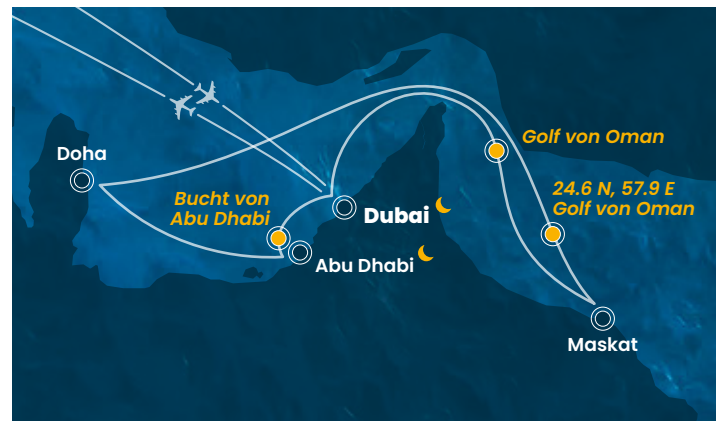 Golf von Oman
Doha
24.6 N, 57.9 E
Golf von Oman
Bucht von
Abu Dhabi
Dubai
Abu Dhabi
Maskat